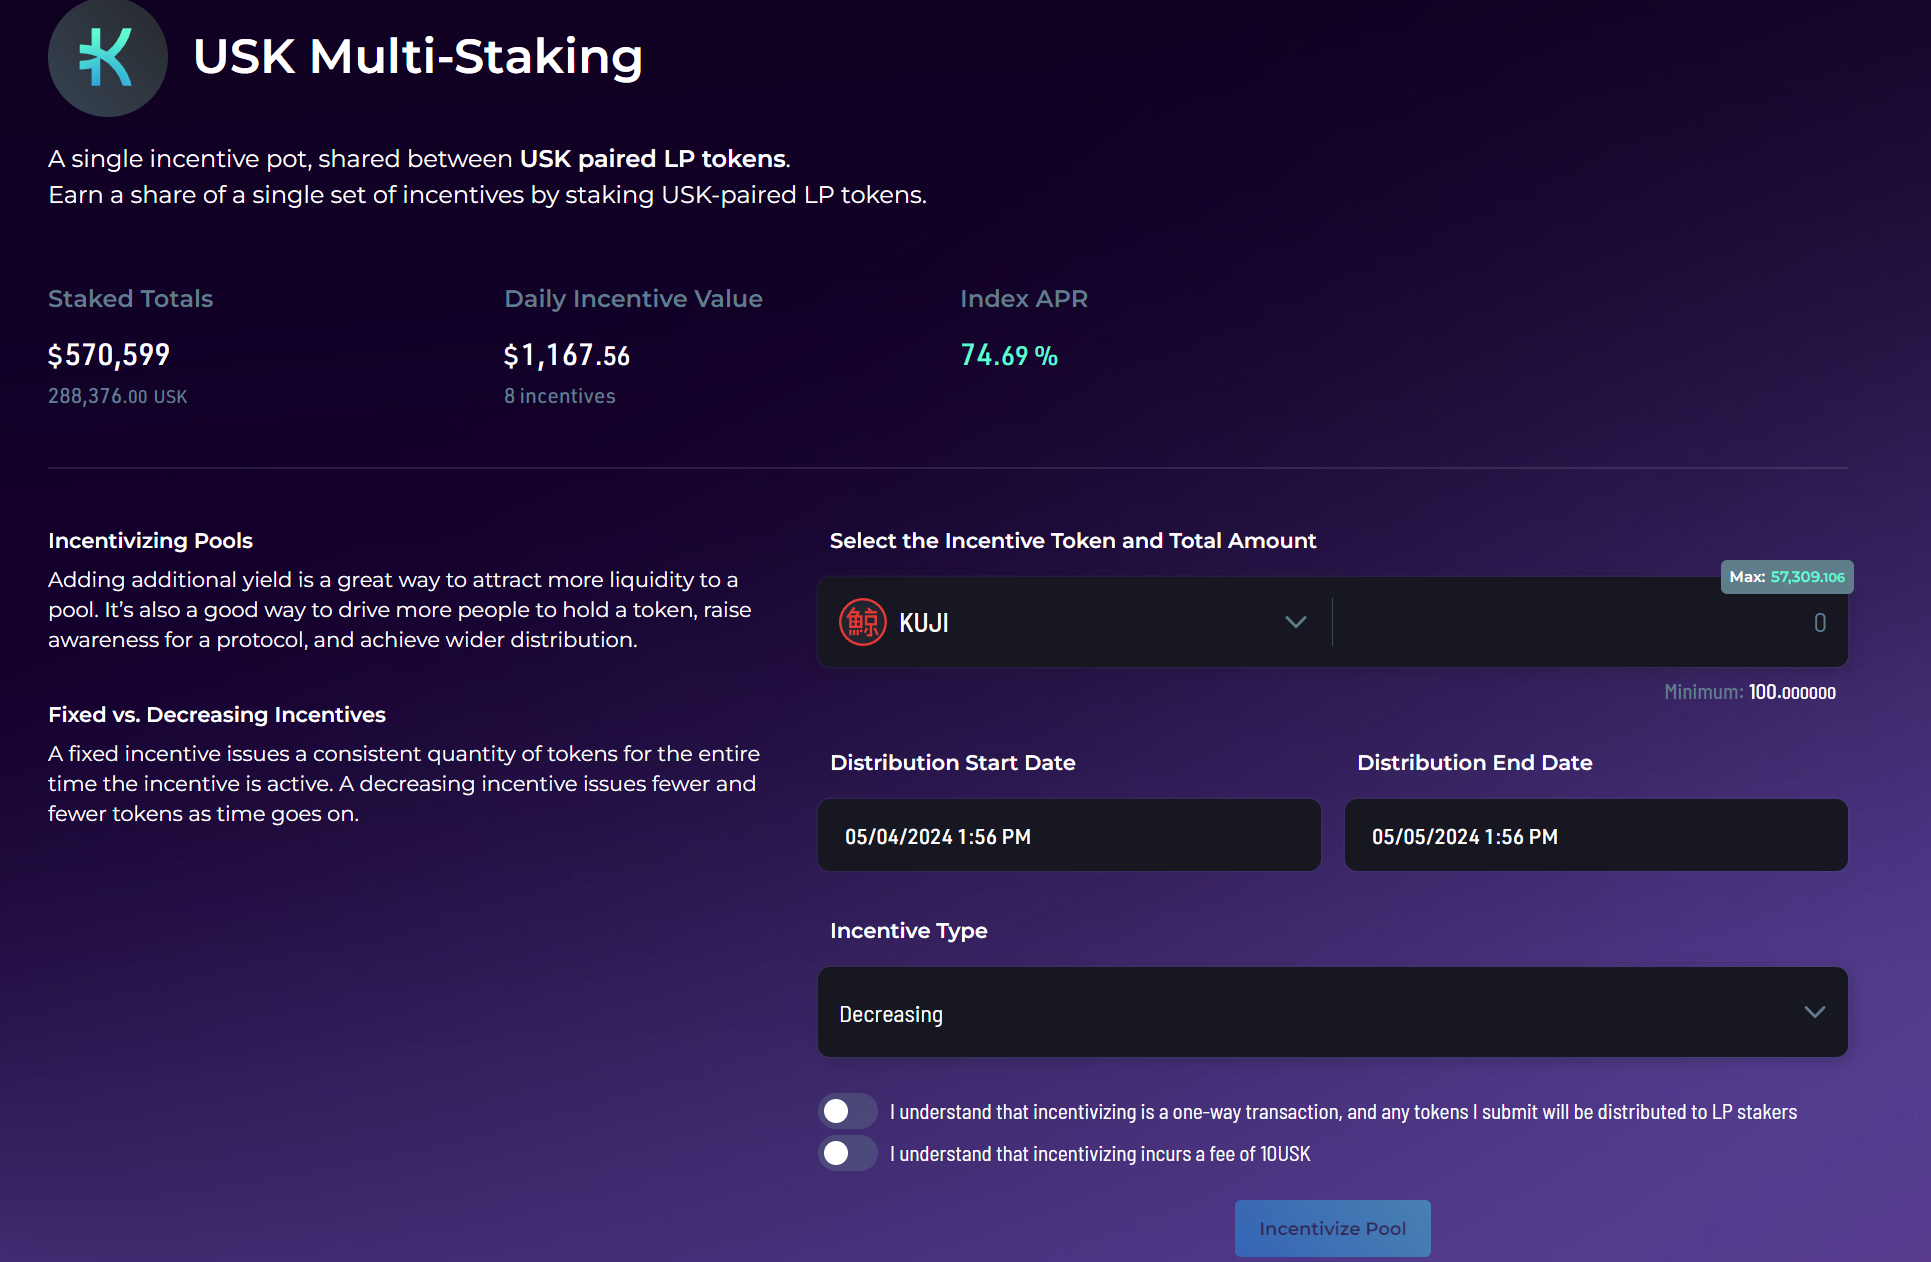 USK Multi-Staking
A single incentive pot, shared between USK paired LP tokens.
Earn a share of a single set of incentives by staking USK-paired LP tokens.
Staked Totals
$570,599
288,376.00 USK
Daily Incentive Value
$1,167.56
8 incentives
Index APR
74.69 %
Incentivizing Pools
Adding additional yield is a great way to attract more liquidity to a
pool. It's also a good way to drive more people to hold a token, raise
awareness for a protocol, and achieve wider distribution.
Fixed vs. Decreasing Incentives
A fixed incentive issues a consistent quantity of tokens for the entire
time the incentive is active. A decreasing incentive issues fewer and
fewer tokens as time goes on.
Select the Incentive Token and Total Amount
Max: 57,309.106
鯨 KUJI
0
Minimum: 100.000000
Distribution Start Date
05/04/2024 1:56 PM
Distribution End Date
05/05/2024 1:56 PM
Incentive Type
Decreasing
I understand that incentivizing is a one-way transaction, and any tokens I submit will be distributed to LP stakers
I understand that incentivizing incurs a fee of 10USK
Incentivize Pool